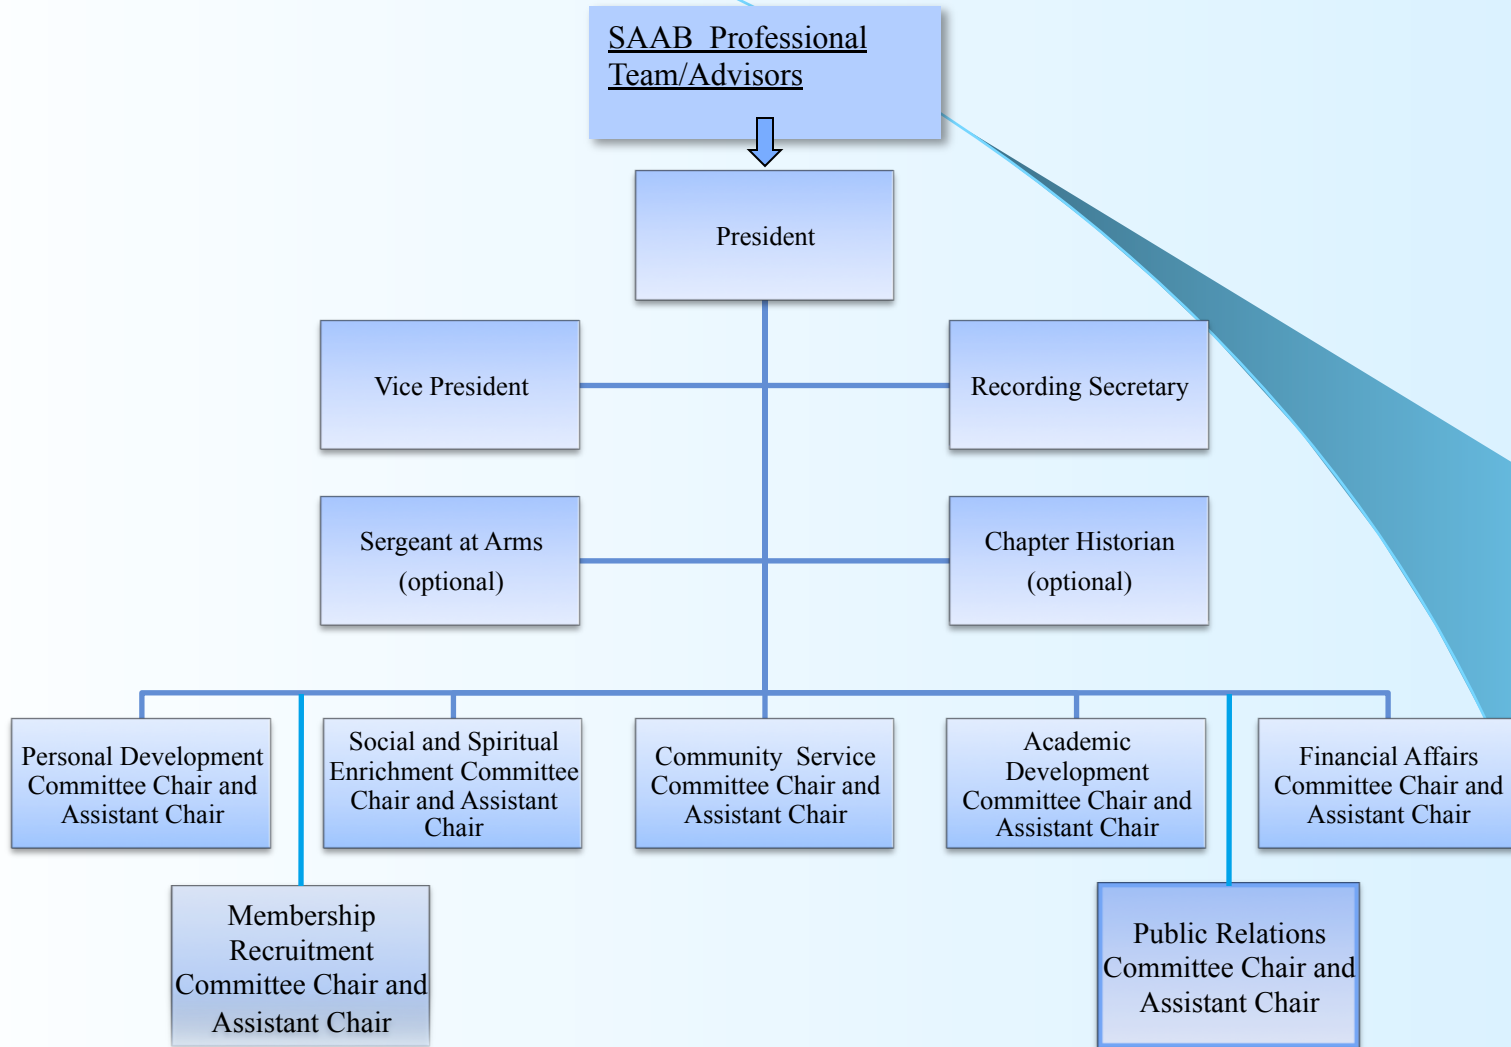 SAAB  Professional
Team/Advisors
President
Vice President
Recording Secretary
Sergeant at Arms
(optional)
Chapter Historian
(optional)
Personal Development
Committee Chair and
Assistant Chair
Social and Spiritual
Enrichment Committee
Chair and Assistant
Chair
Community  Service
Committee Chair and
Assistant Chair
Academic
Development
Committee Chair and
Assistant Chair
Financial Affairs
Committee Chair and
Assistant Chair
Membership
Recruitment
Committee Chair and
Assistant Chair
Public Relations
Committee Chair and
Assistant Chair